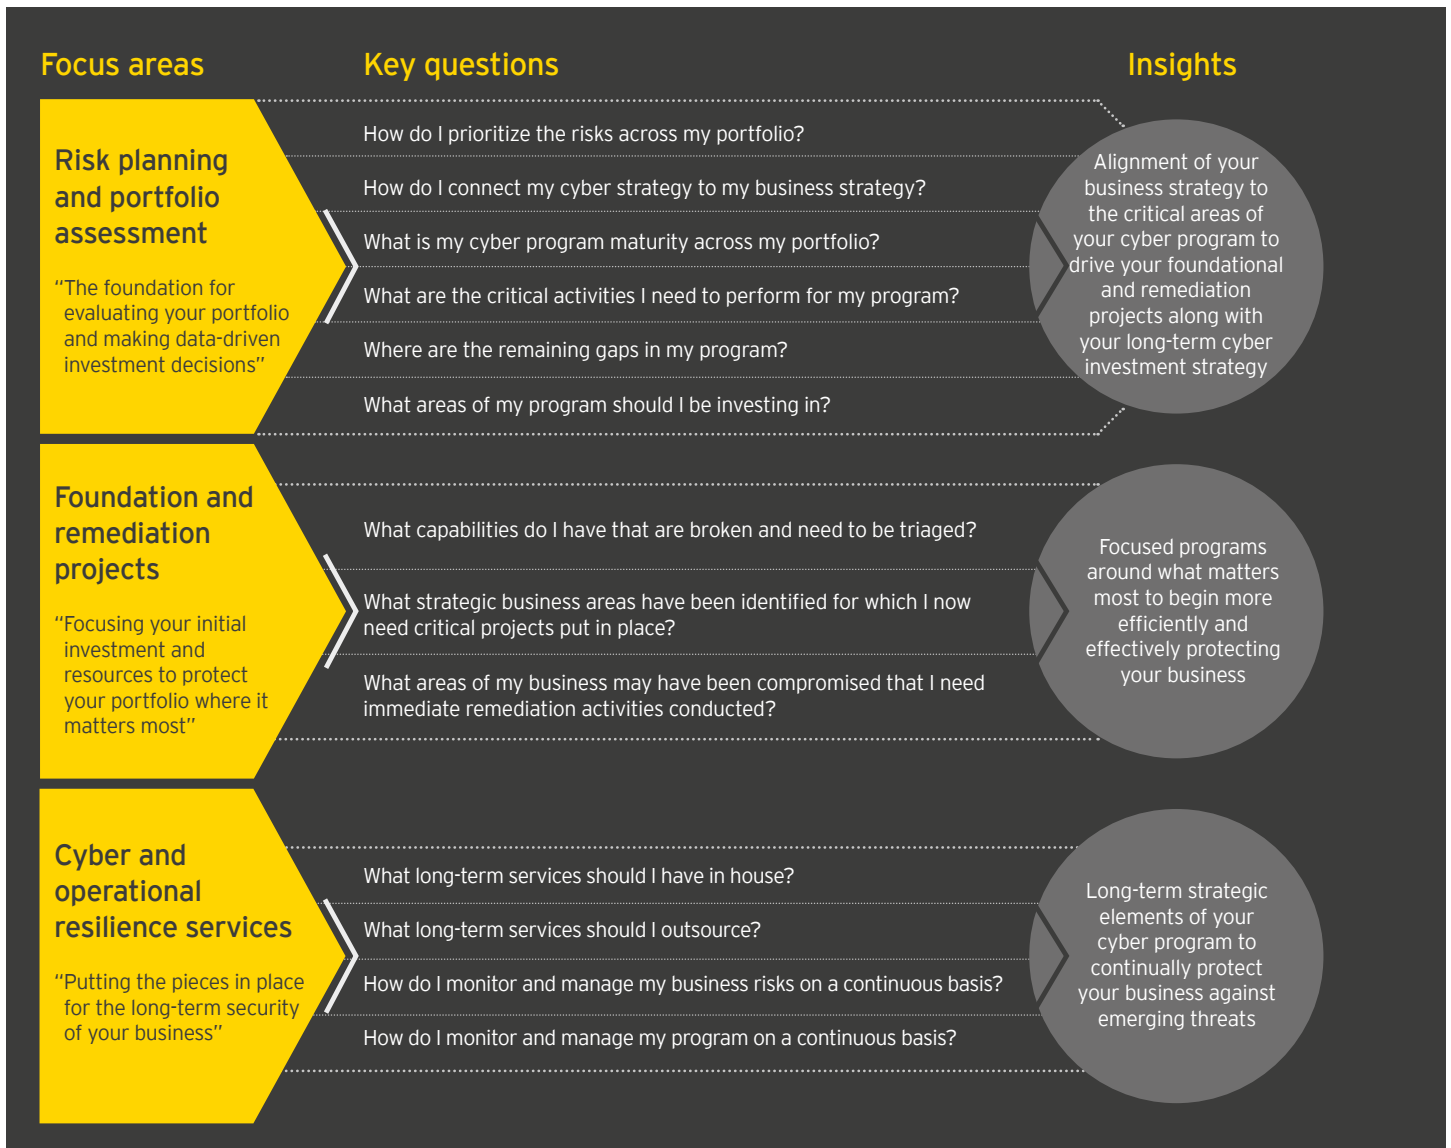 Focus areas
Key questions
Insights
Risk planning
and portfolio
assessment
“The foundation for
evaluating your portfolio
and making data-driven
investment decisions”
How do I prioritize the risks across my portfolio?
How do I connect my cyber strategy to my business strategy?
What is my cyber program maturity across my portfolio?
What are the critical activities I need to perform for my program?
Where are the remaining gaps in my program?
What areas of my program should I be investing in?
Alignment of your
business strategy to
the critical areas of
your cyber program to
drive your foundational
and remediation
projects along with
your long-term cyber
investment strategy
Foundation and
remediation
projects
“Focusing your initial
investment and
resources to protect
your portfolio where it
matters most”
What capabilities do I have that are broken and need to be triaged?
What strategic business areas have been identified for which I now
need critical projects put in place?
What areas of my business may have been compromised that I need
immediate remediation activities conducted?
Focused programs
around what matters
most to begin more
efficiently and
effectively protecting
your business
Cyber and
operational
resilience services
“Putting the pieces in place
for the long-term security
of your business”
What long-term services should I have in house?
What long-term services should I outsource?
How do I monitor and manage my business risks on a continuous basis?
How do I monitor and manage my program on a continuous basis?
Long-term strategic
elements of your
cyber program to
continually protect
your business against
emerging threats